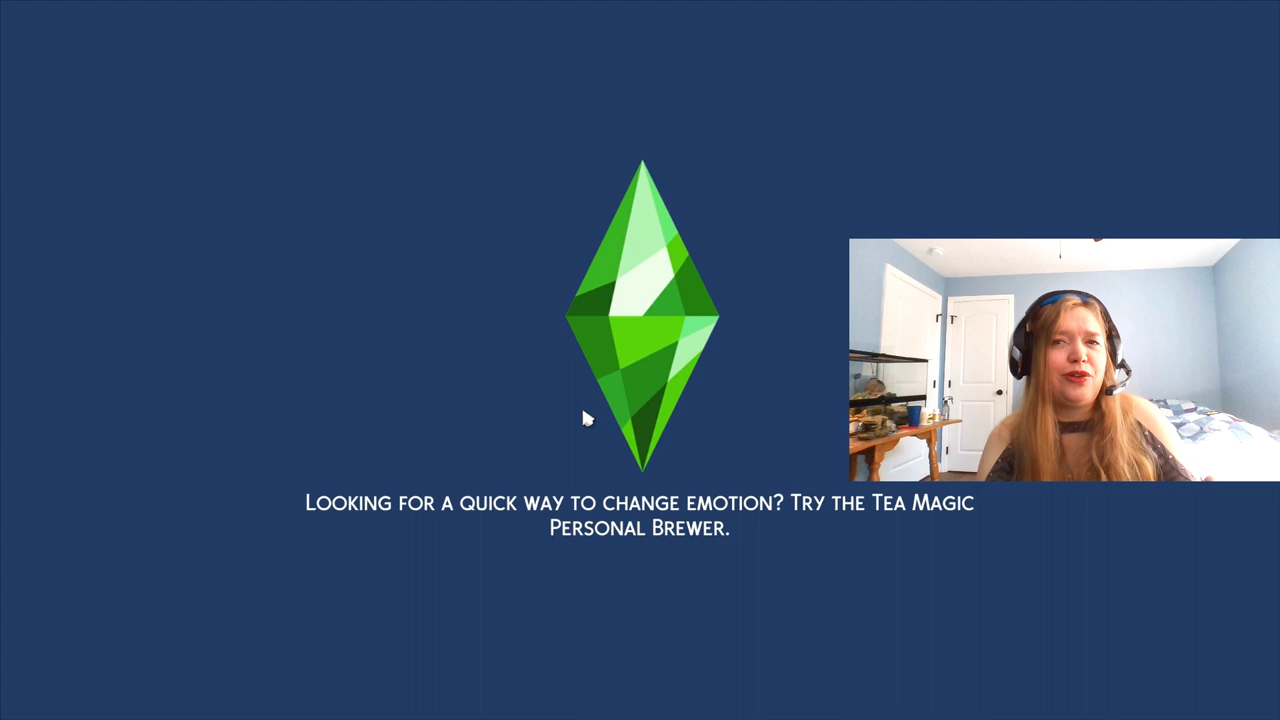 Looking for a quick way to change emotion? Try the Tea Magic
Personal Brewer.